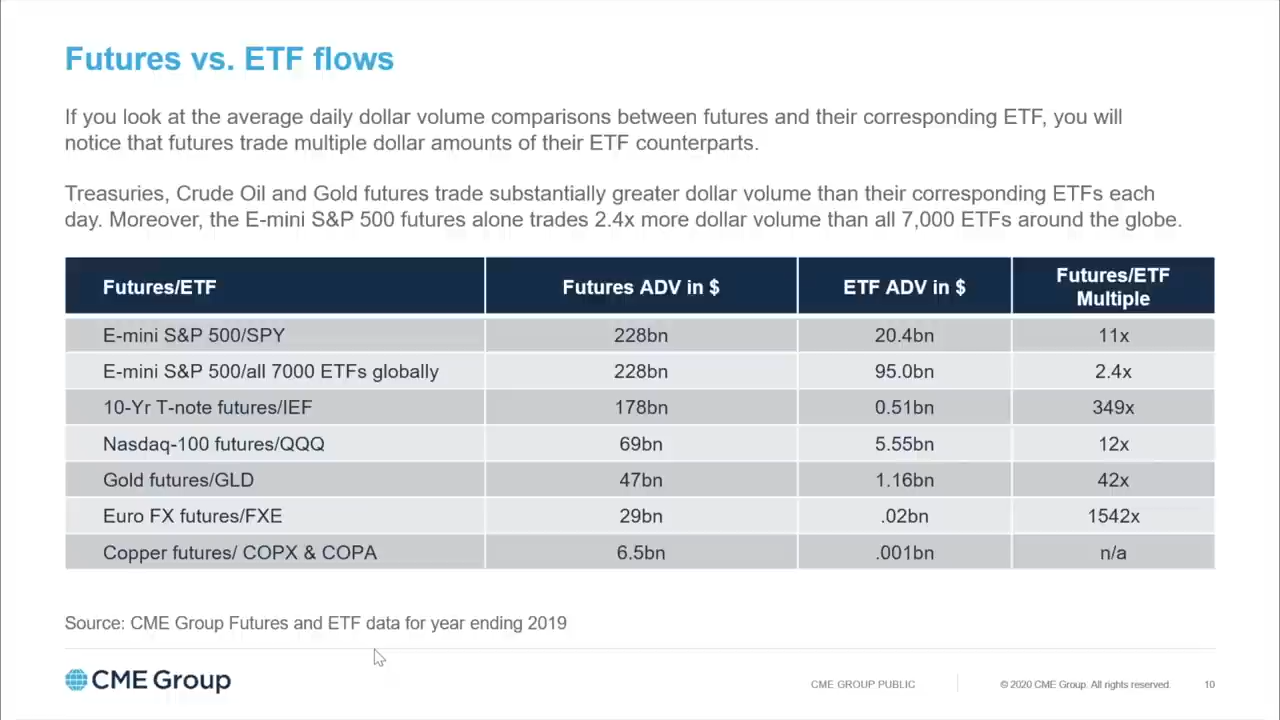 Futures vs. ETF flows
If you look at the average daily dollar volume comparisons between futures and their corresponding ETF, you will
notice that futures trade multiple dollar amounts of their ETF counterparts.
Treasuries, Crude Oil and Gold futures trade substantially greater dollar volume than their corresponding ETFs each
day. Moreover, the E-mini S&P 500 futures alone trades 2.4x more dollar volume than all 7,000 ETFs around the globe.
Futures/ETF Futures ADV in $ ETF ADV in $ Futures/ETF
Multiple
E-mini S&P 500/SPY 228bn 20.4bn 11x
E-mini S&P 500/all 7000 ETFs globally 228bn 95.0bn 2.4x
10-Yr T-note futures/IEF 178bn 0.51bn 349x
Nasdaq-100 futures/QQQ 69bn 5.55bn 12x
Gold futures/GLD 47bn 1.16bn 42x
Euro FX futures/FXE 29bn .02bn 1542x
Copper futures/ COPX & COPA 6.5bn .001bn n/a
Source: CME Group Futures and ETF data for year ending 2019
CME Group CME GROUP PUBLIC © 2020 CME Group. All rights reserved. 10